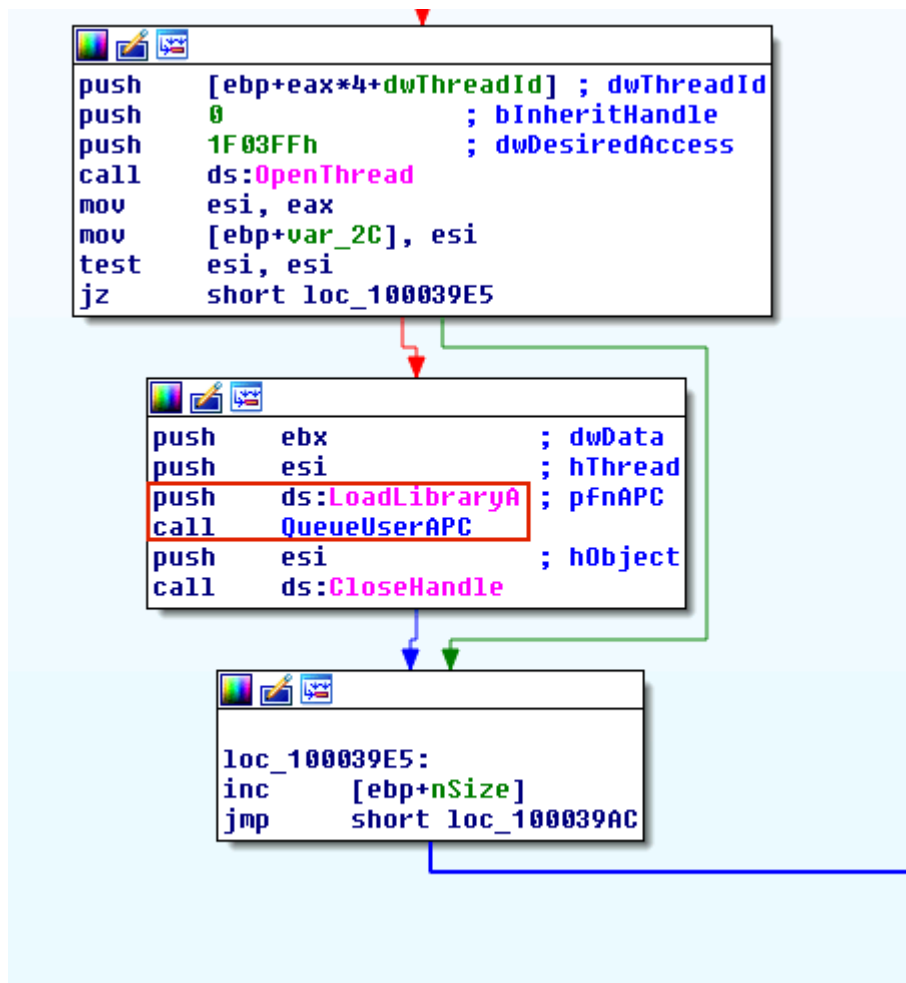 push [ebp+eax*4+dwThreadId] ; dwThreadId
push 0 ; bInheritHandle
push 1F03FFh ; dwDesiredAccess
call ds:OpenThread
mov esi, eax
mov [ebp+var_2C], esi
test esi, esi
jz short loc_100039E5
push ebx ; dwData
push esi ; hThread
push ds:LoadLibraryA ; pfnAPC
call QueueUserAPC
push esi ; hObject
call ds:CloseHandle
loc_100039E5:
inc [ebp+nSize]
jmp short loc_100039AC